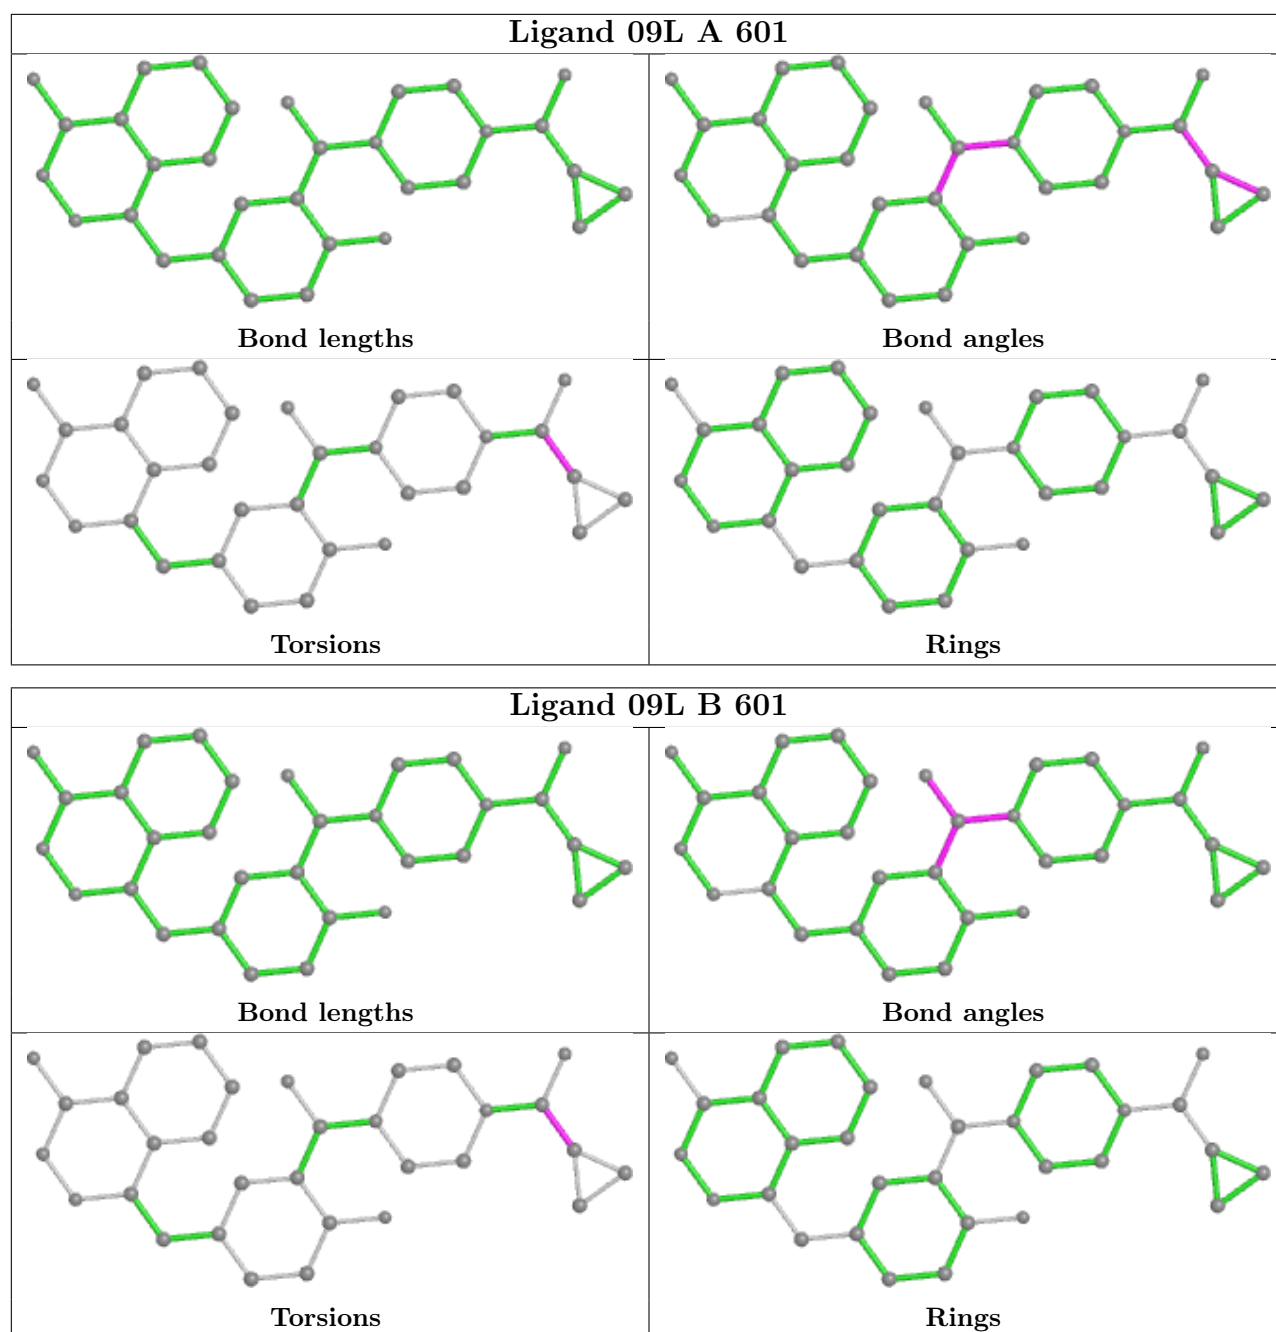 Ligand 09L A 601
Bond lengths
Bond angles
Torsions
Rings
Ligand 09L B 601
Bond lengths
Bond angles
Torsions
Rings